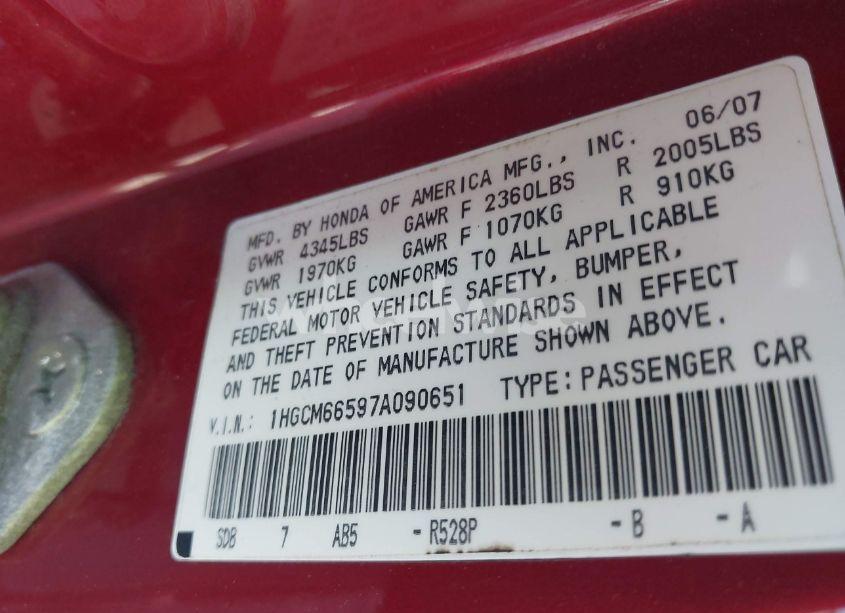 06/07
MFD. BY HONDA OF AMERICA MFG., INC.
GVWR 4345LBS GAWR F 2360LBS R 2005LBS
GVWR 1970KG GAWR F 1070KG R 910KG
THIS VEHICLE CONFORMS TO ALL APPLICABLE
FEDERAL MOTOR VEHICLE SAFETY, BUMPER,
AND THEFT PREVENTION STANDARDS IN EFFECT
ON THE DATE OF MANUFACTURE SHOWN ABOVE.
V.I.N.: 1HGCM66597A090651 TYPE: PASSENGER CAR
SDB 7 AB5 -R528P -B -A